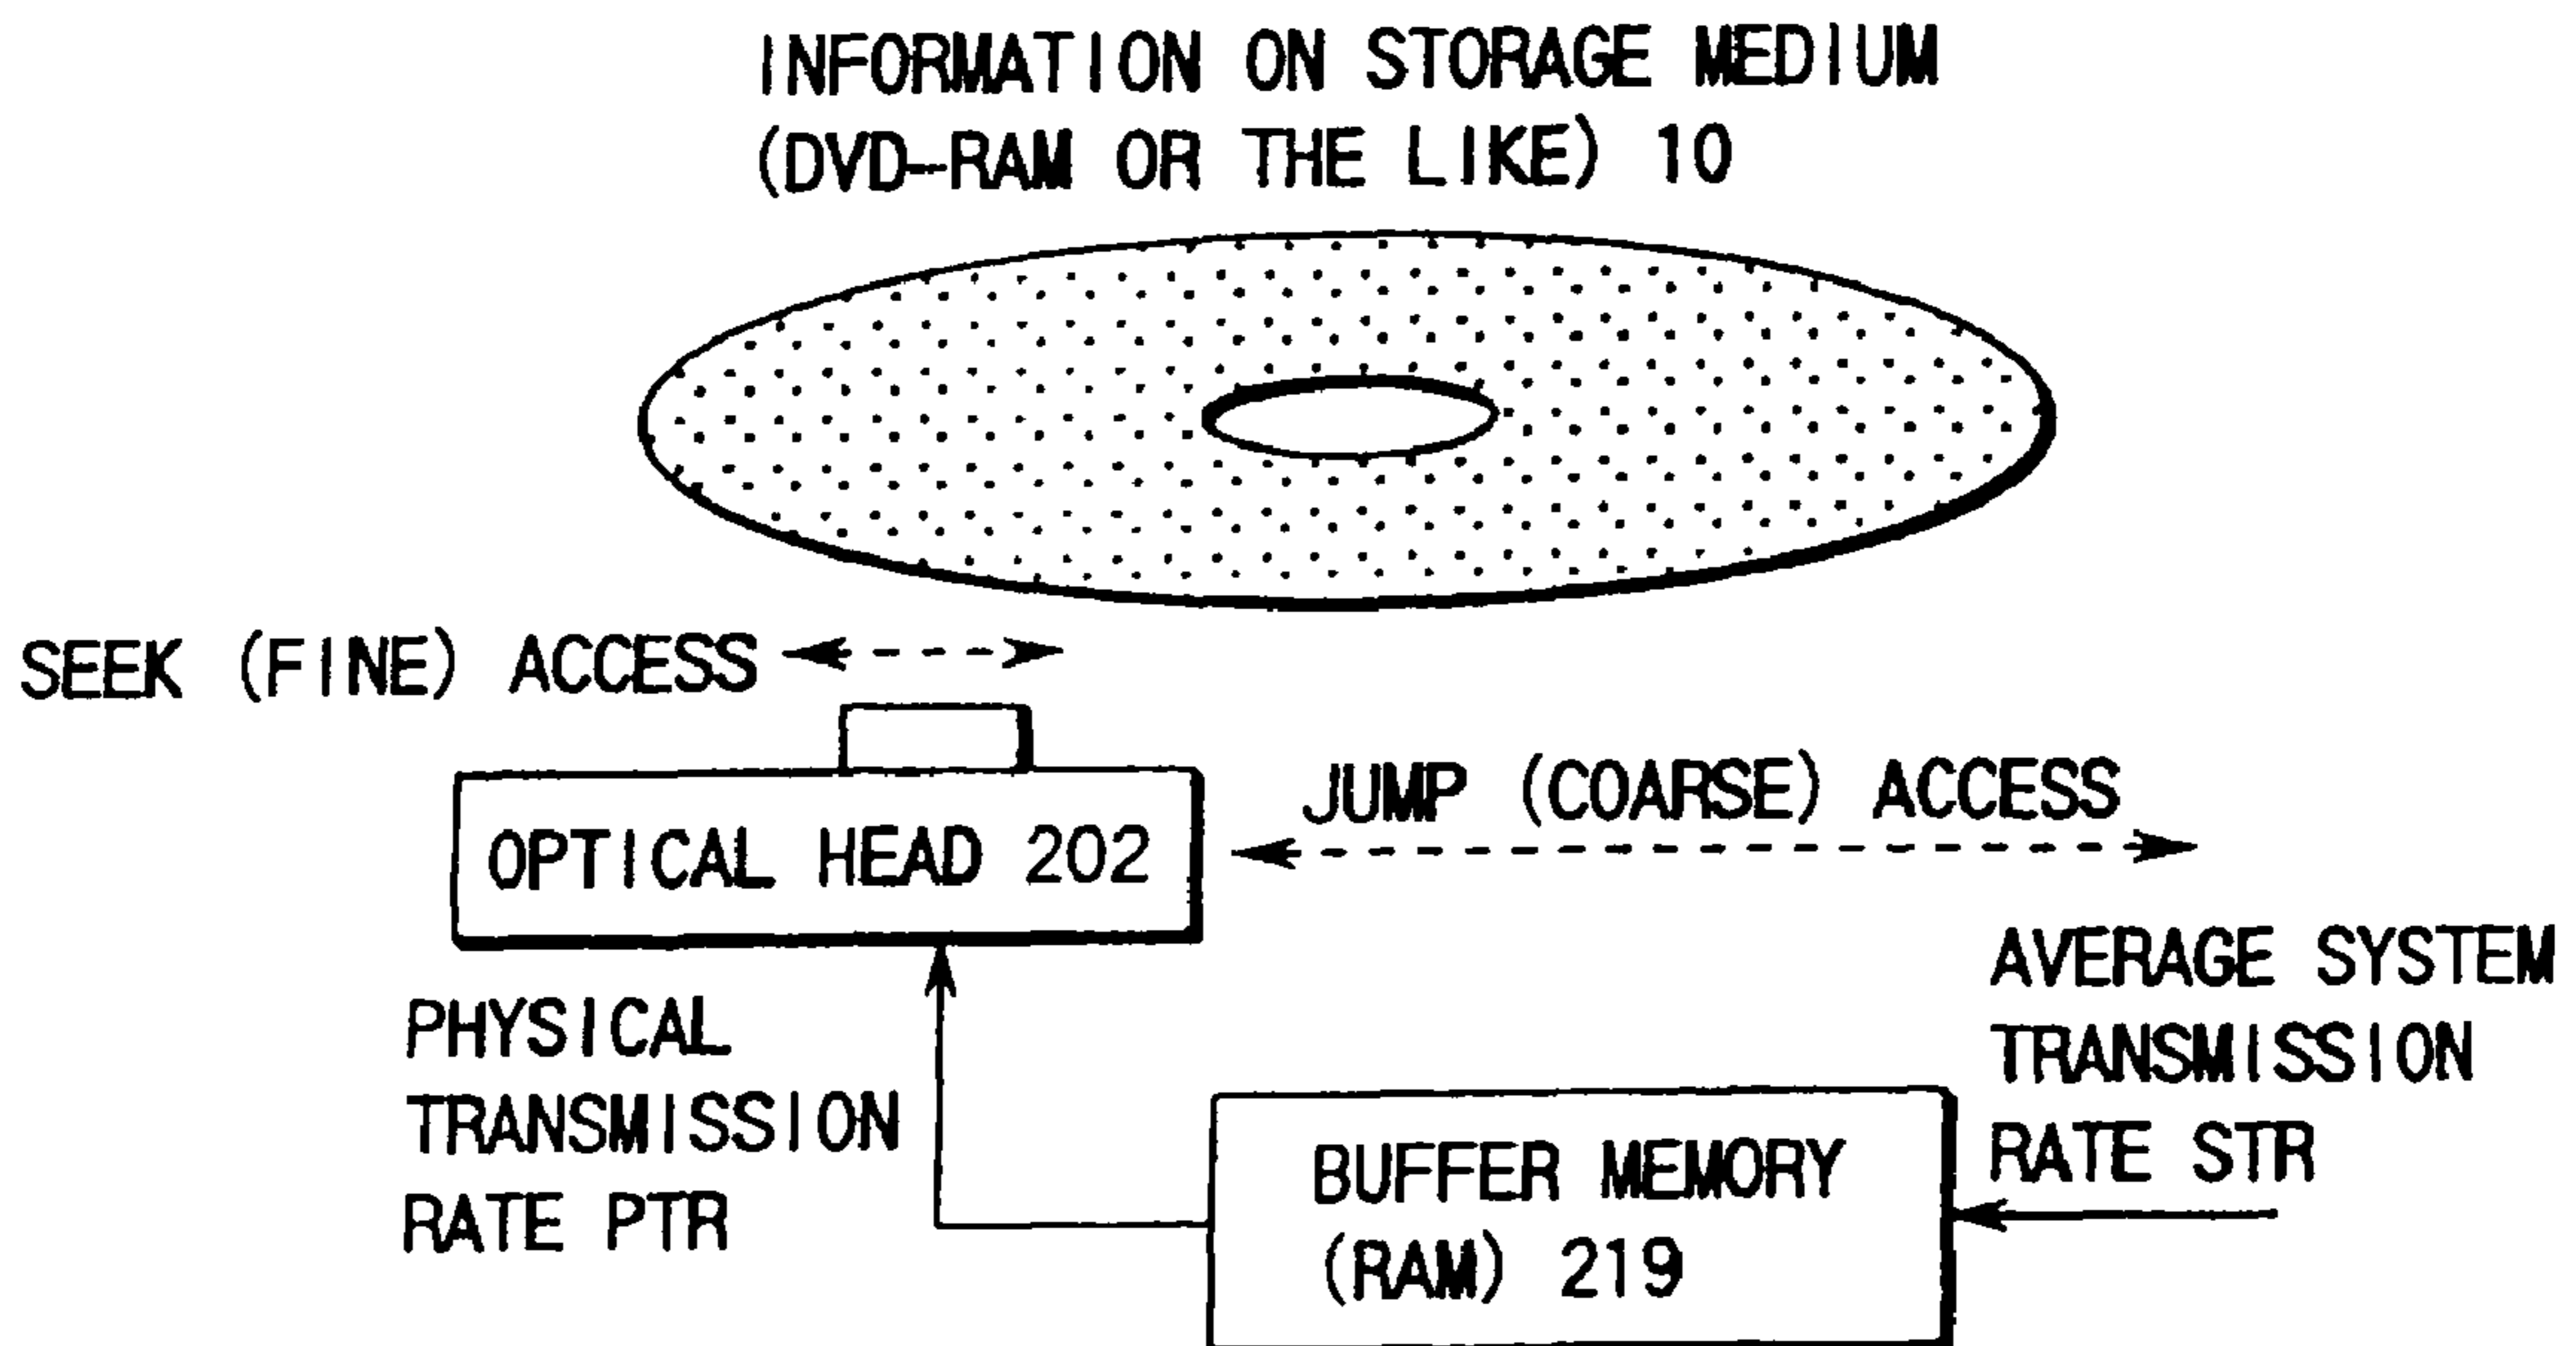 INFORMATION ON STORAGE MEDIUM
(DVD-RAM OR THE LIKE) 10
SEEK (FINE) ACCESS
JUMP (COARSE) ACCESS
OPTICAL HEAD 202
PHYSICAL
TRANSMISSION
RATE PTR
AVERAGE SYSTEM
TRANSMISSION
RATE STR
BUFFER MEMORY
(RAM) 219